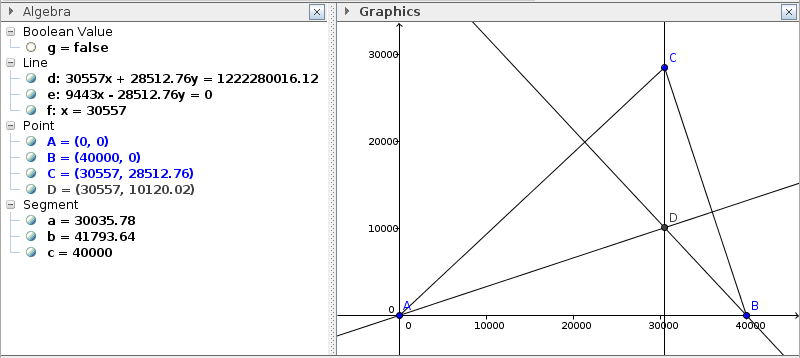 Algebra
Boolean Value
g = false
Line
d: 30557x + 28512.76y = 1222280016.12
e: 9443x - 28512.76y = 0
f: x = 30557
Point
A = (0, 0)
B = (40000, 0)
C = (30557, 28512.76)
D = (30557, 10120.02)
Segment
a = 30035.78
b = 41793.64
c = 40000
Graphics
30000
C
20000
D
10000
0
A
B
0 10000 20000 30000 40000